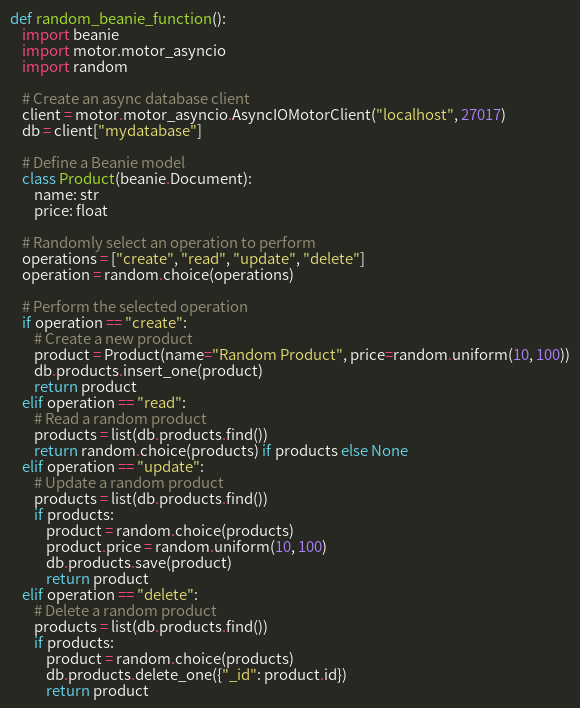 def random_beanie_function():
    import beanie
    import motor.motor_asyncio
    import random

    # Create an async database client
    client = motor.motor_asyncio.AsyncIOMotorClient("localhost", 27017)
    db = client["mydatabase"]

    # Define a Beanie model
    class Product(beanie.Document):
        name: str
        price: float

    # Randomly select an operation to perform
    operations = ["create", "read", "update", "delete"]
    operation = random.choice(operations)

    # Perform the selected operation
    if operation == "create":
        # Create a new product
        product = Product(name="Random Product", price=random.uniform(10, 100))
        db.products.insert_one(product)
        return product
    elif operation == "read":
        # Read a random product
        products = list(db.products.find())
        return random.choice(products) if products else None
    elif operation == "update":
        # Update a random product
        products = list(db.products.find())
        if products:
            product = random.choice(products)
            product.price = random.uniform(10, 100)
            db.products.save(product)
            return product
    elif operation == "delete":
        # Delete a random product
        products = list(db.products.find())
        if products:
            product = random.choice(products)
            db.products.delete_one({"_id": product.id})
            return product